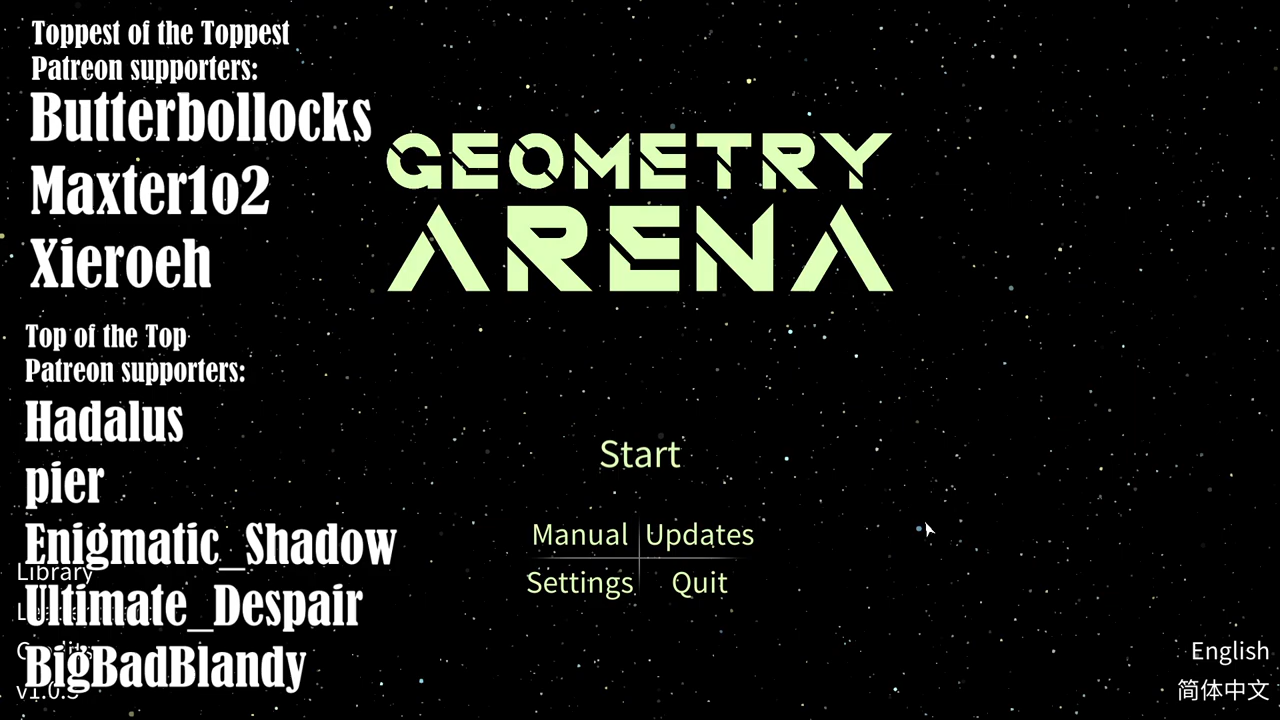 Toppest of the Toppest
Patreon supporters:
Butterbollocks
Maxter1o2
Xieroeh
GEOMETRY
ARENA
Top of the Top
Patreon supporters:
Hadalus
pier
Enigmatic_Shadow
Ultimate_Despair
BigBadBlandy
Start
Manual Updates
Settings Quit
Library
English
简体中文